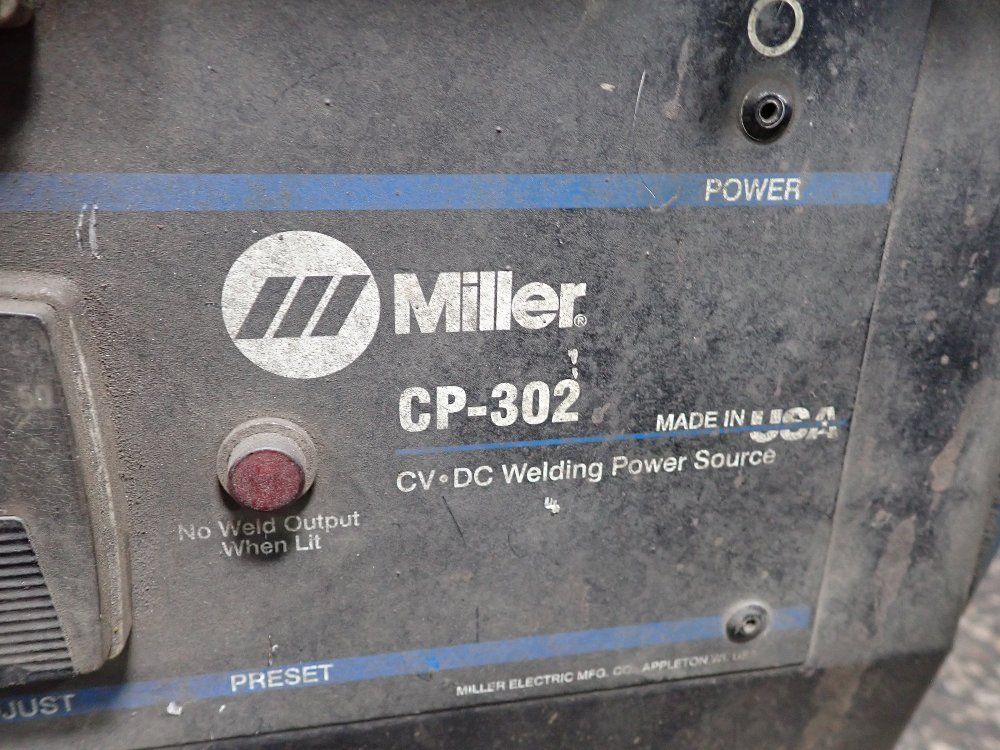 POWER
Miller®
CP-302
MADE IN USA
CV • DC Welding Power Source
No Weld Output
When Lit
PRESET
JUST
MILLER ELECTRIC MFG. CO., APPLETON WI, USA